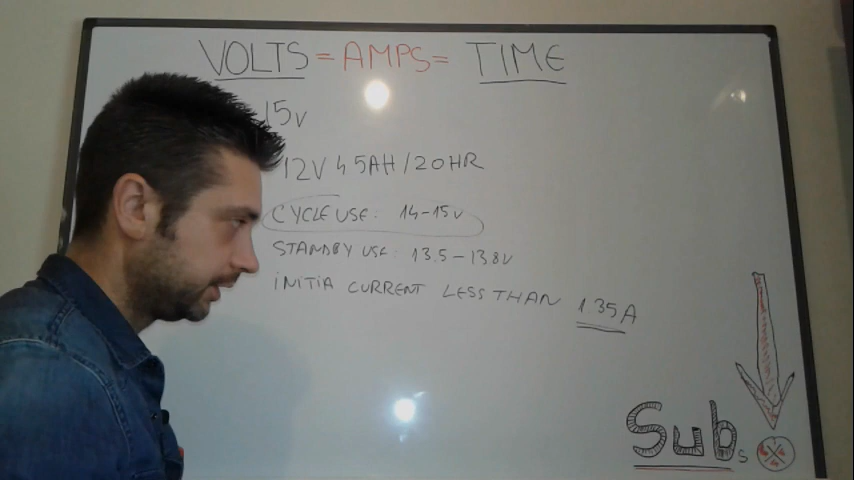 VOLTS = AMPS = TIME
15V
12V 4.5AH/20HR
CYCLE USE: 14-15V
STANDBY USE: 13.5-13.8V
INITIA CURRENT LESS THAN 1.35A
Subs